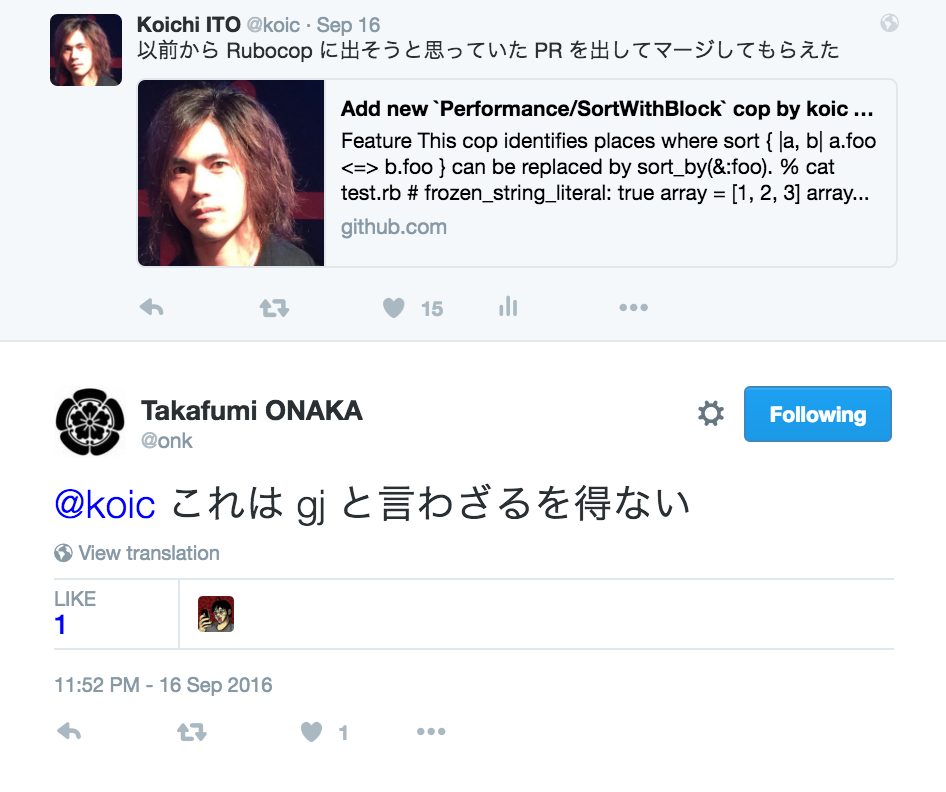 Koichi ITO @koic · Sep 16
以前から Rubocop に出そうと思っていた PR を出してマージしてもらえた
Add new `Performance/SortWithBlock` cop by koic ...
Feature This cop identifies places where sort { |a, b| a.foo
<=> b.foo } can be replaced by sort_by(&:foo). % cat
test.rb # frozen_string_literal: true array = [1, 2, 3] array...
github.com
15
Takafumi ONAKA
@onk
Following
@koic これは gj と言わざるを得ない
View translation
LIKE
1
11:52 PM - 16 Sep 2016
1